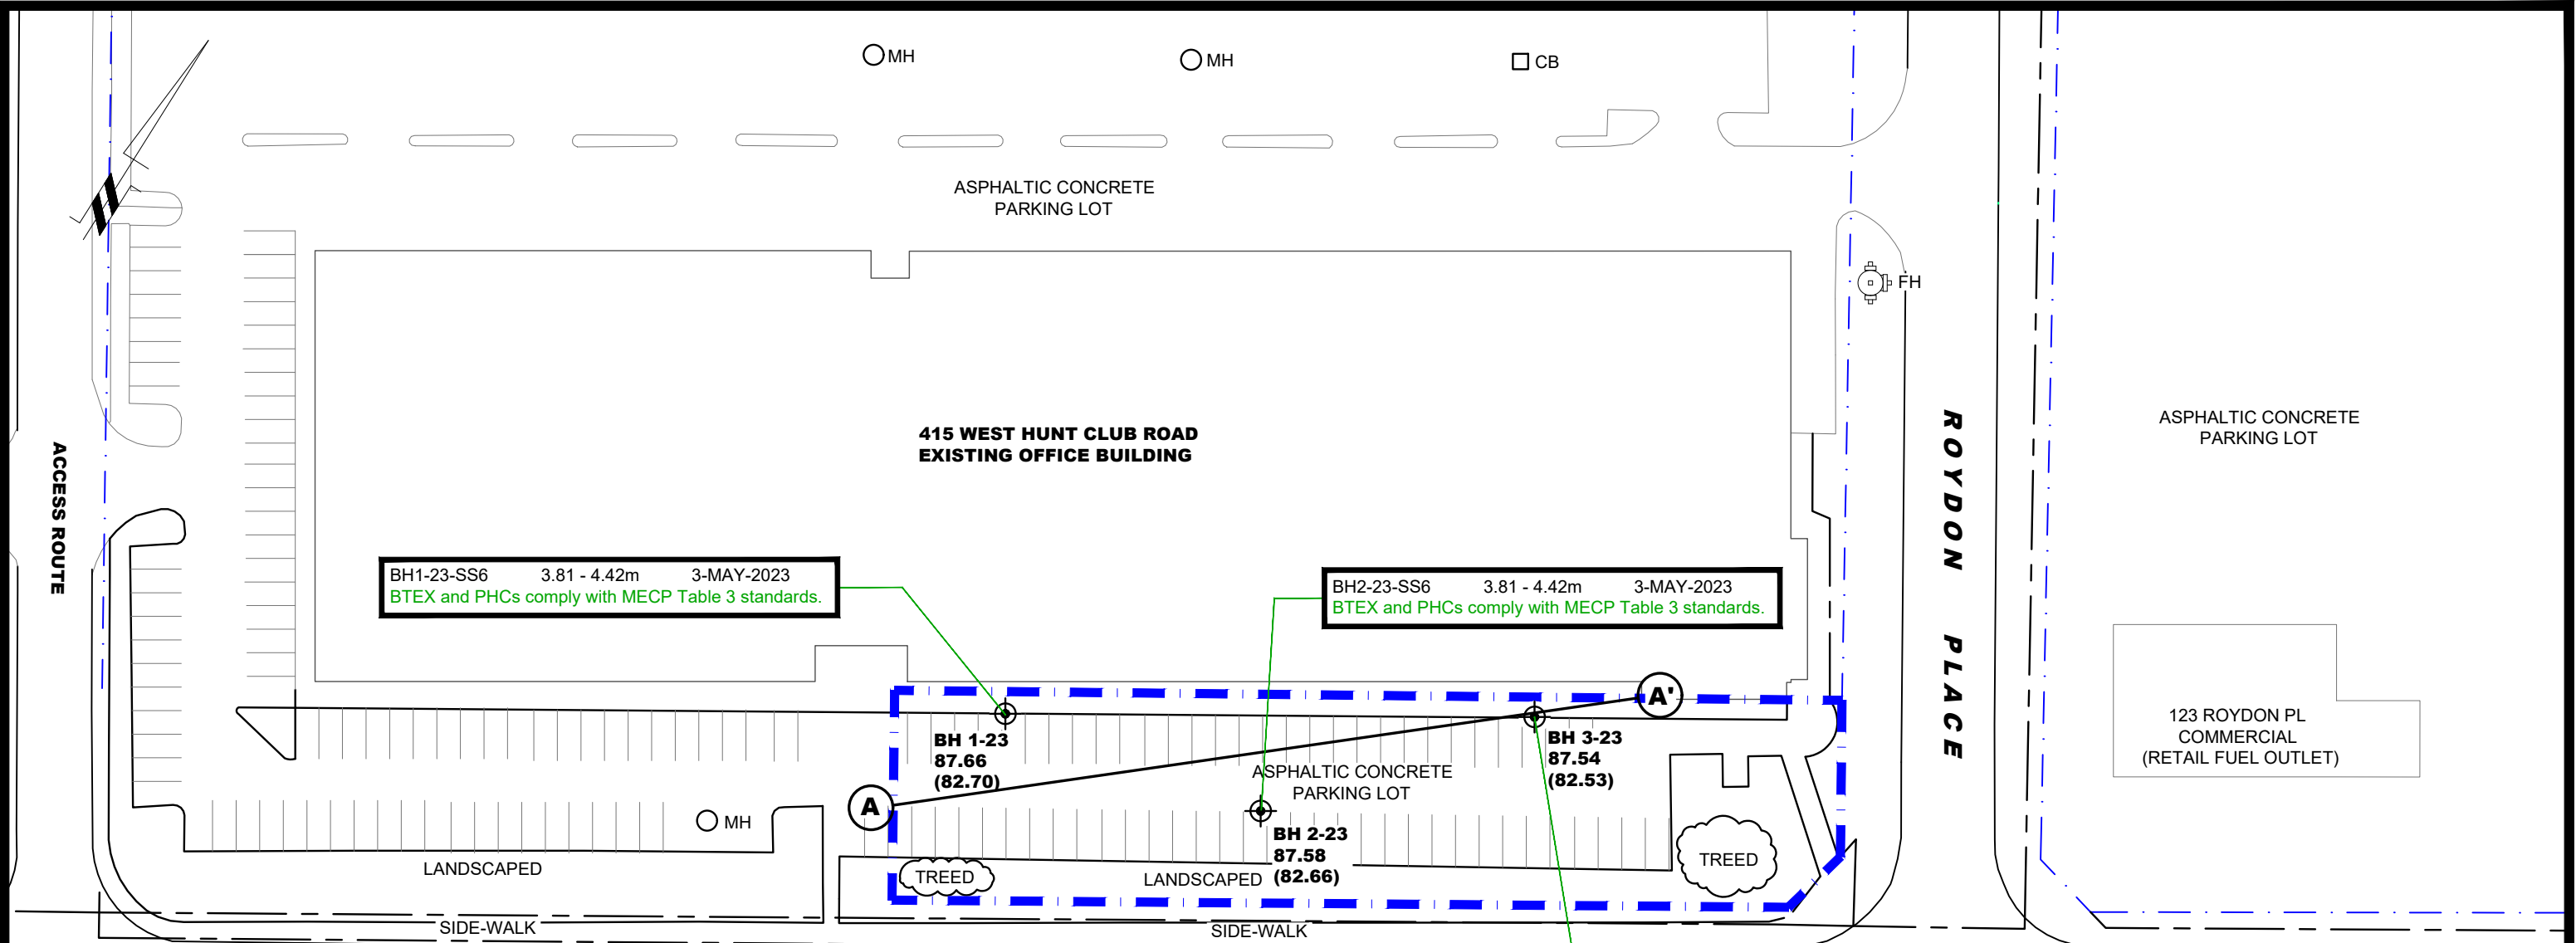 MH
MH
CB
ASPHALTIC CONCRETE
PARKING LOT
FH
415 WEST HUNT CLUB ROAD
EXISTING OFFICE BUILDING
ACCESS ROUTE
ROYDON PLACE
ASPHALTIC CONCRETE
PARKING LOT
BH1-23-SS6 3.81 - 4.42m 3-MAY-2023
BTEX and PHCs comply with MECP Table 3 standards.
BH2-23-SS6 3.81 - 4.42m 3-MAY-2023
BTEX and PHCs comply with MECP Table 3 standards.
A'
BH 1-23
87.66
(82.70)
BH 3-23
87.54
(82.53)
ASPHALTIC CONCRETE
PARKING LOT
123 ROYDON PL
COMMERCIAL
(RETAIL FUEL OUTLET)
A
MH
BH 2-23
87.58
(82.66)
LANDSCAPED
TREED
LANDSCAPED
TREED
SIDE-WALK
SIDE-WALK